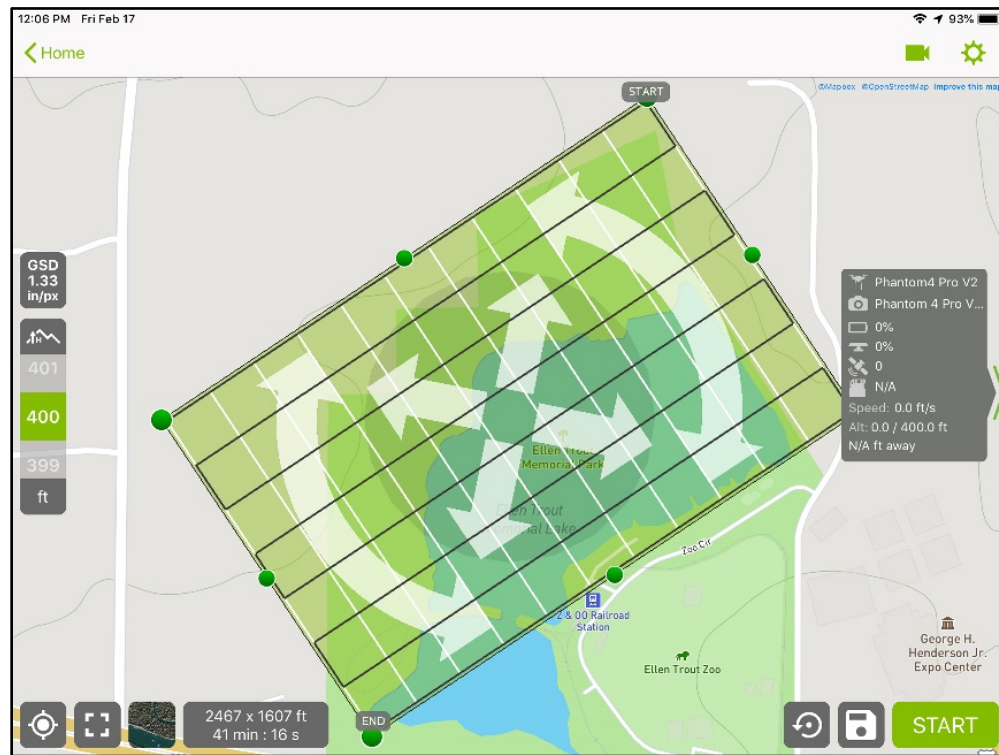 12:06 PM Fri Feb 17
93%
Home
©Mapbox ©OpenStreetMap Improve this map
START
GSD
1.33
in/px
401
400
399
ft
Phantom4 Pro V2
Phantom 4 Pro V...
0%
0%
0
N/A
Speed: 0.0 ft/s
Alt: 0.0 / 400.0 ft
N/A ft away
Ellen Trout
Memorial Park
Ellen Trout
Memorial Lake
Zoo Cir
Z & OO Railroad
Station
Ellen Trout Zoo
George H.
Henderson Jr.
Expo Center
END
2467 x 1607 ft
41 min : 16 s
START